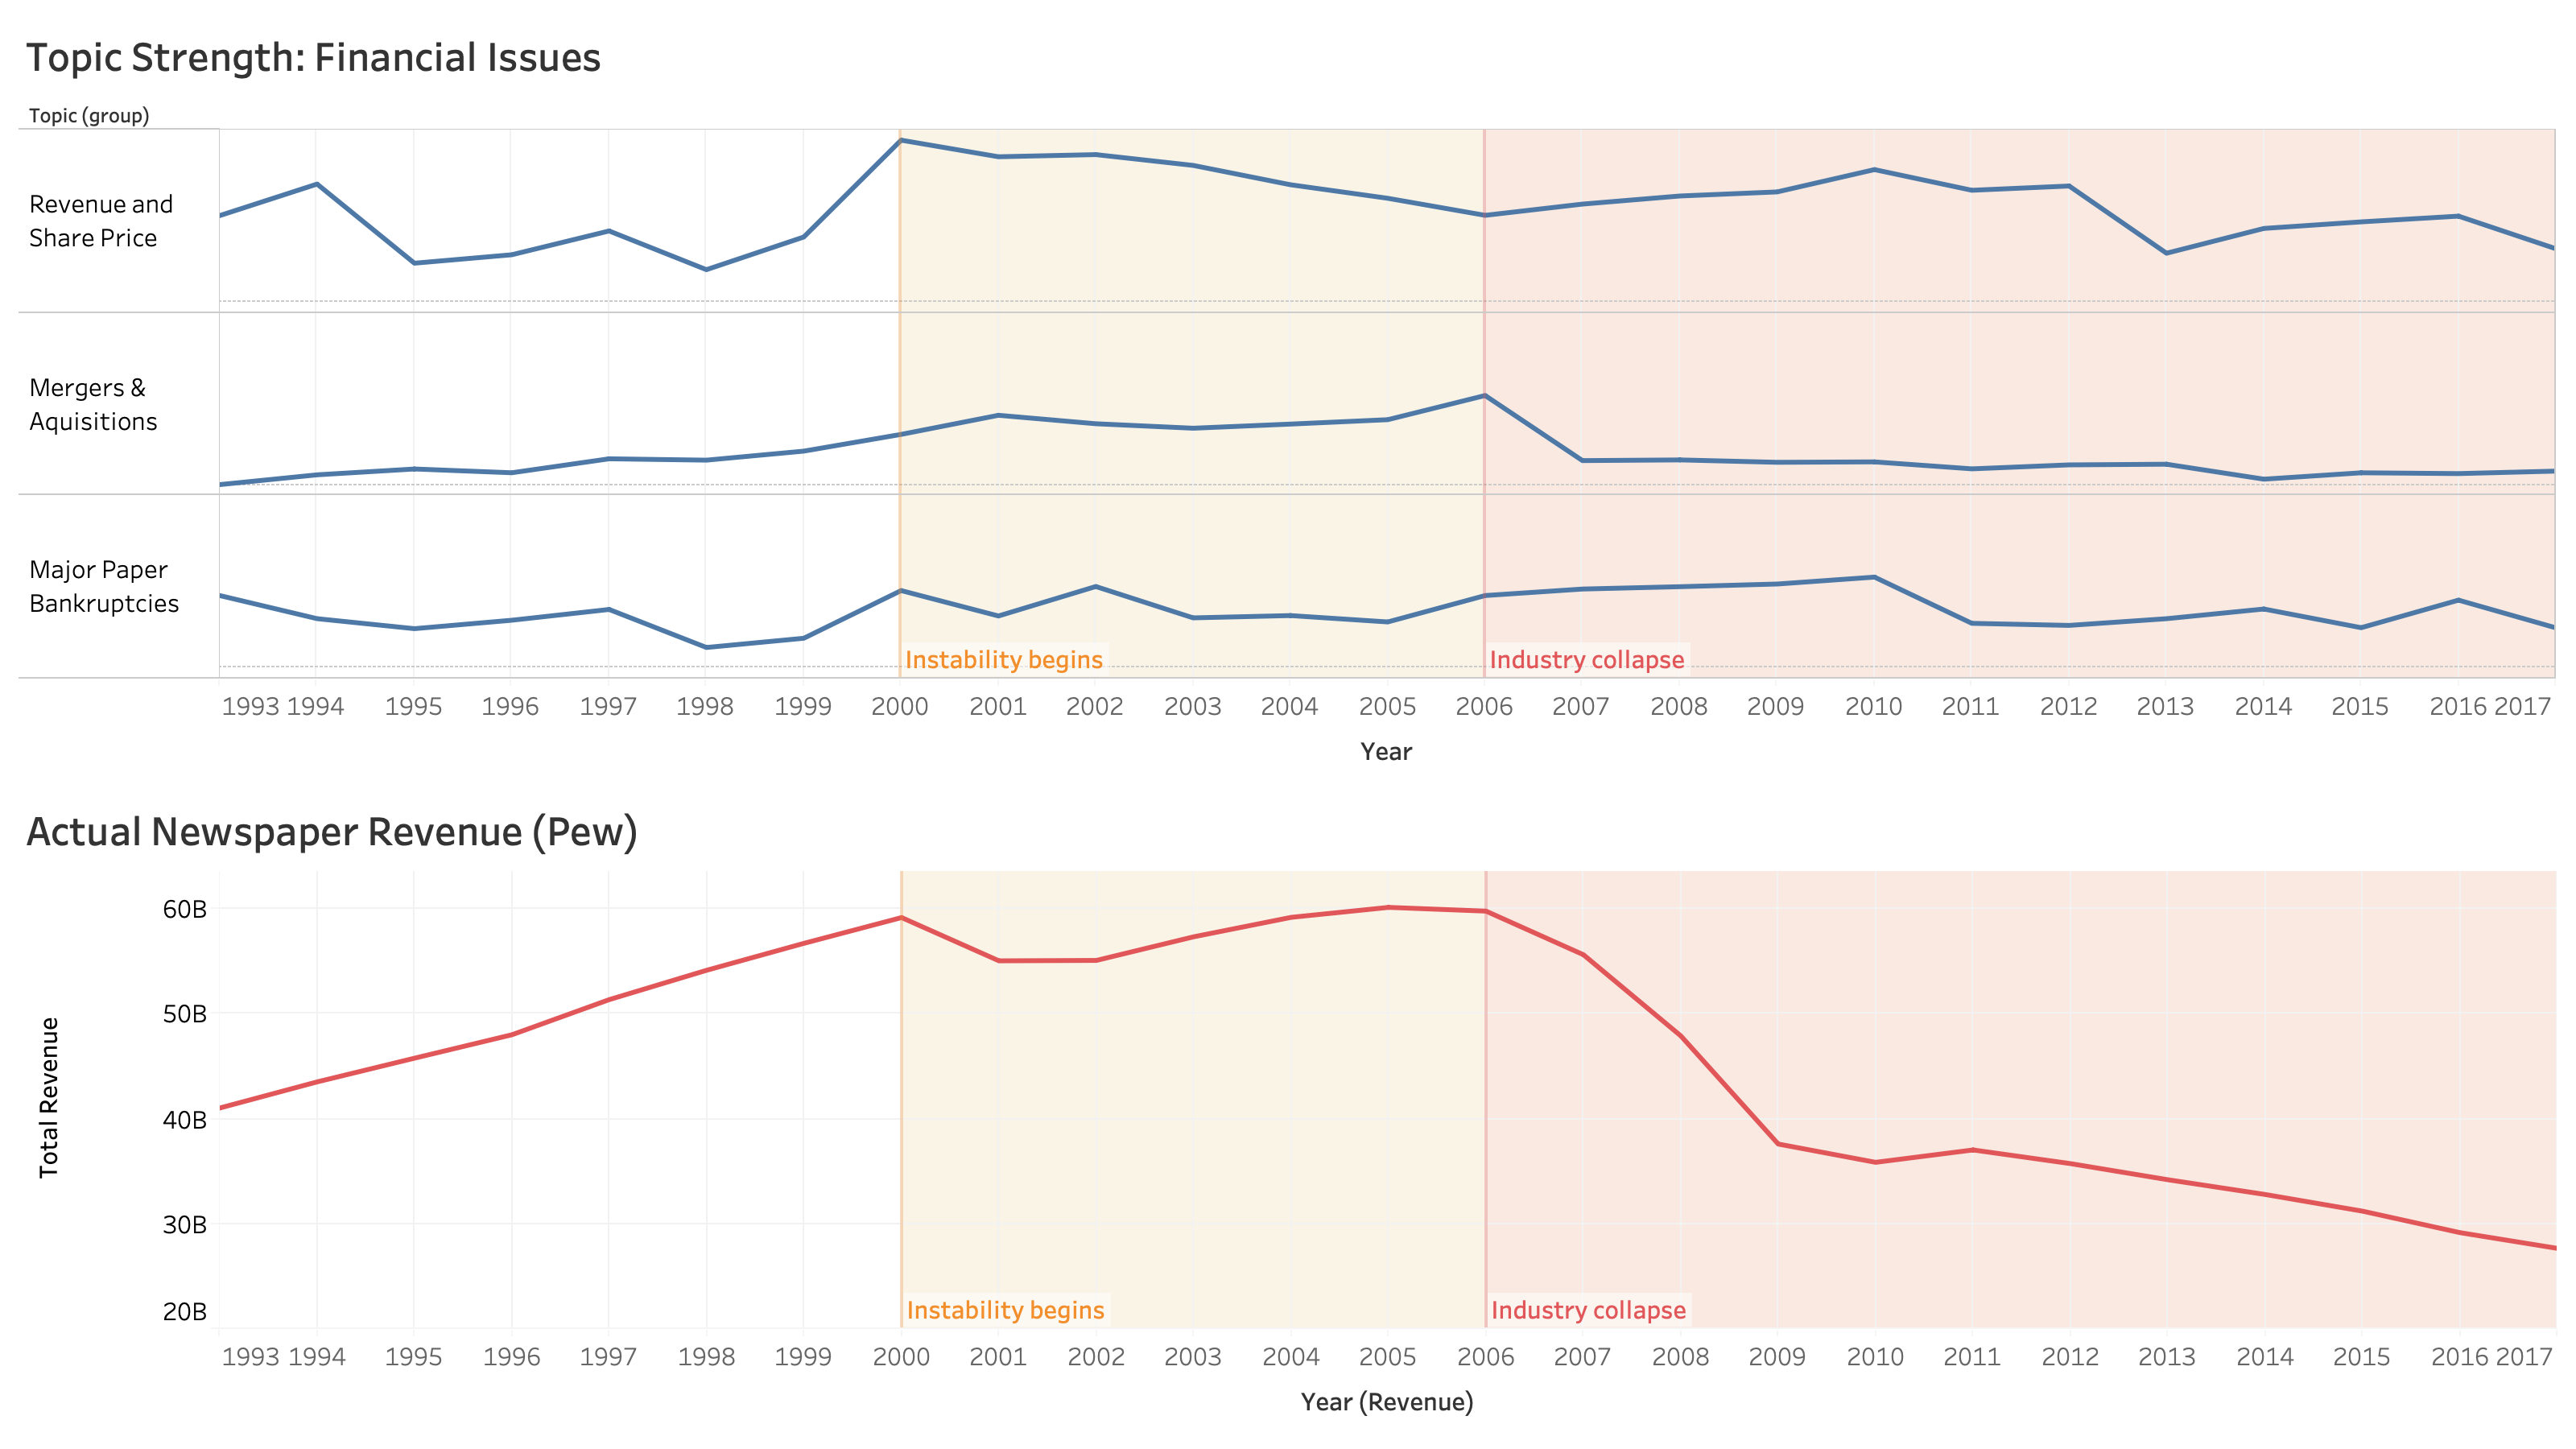 Topic Strength: Financial Issues
Topic (group)
Revenue and
Share Price
Mergers &
Aquisitions
Major Paper
Bankruptcies
Instability begins
Industry collapse
1993 1994 1995 1996 1997 1998 1999 2000 2001 2002 2003 2004 2005 2006 2007 2008 2009 2010 2011 2012 2013 2014 2015 2016 2017
Year
Actual Newspaper Revenue (Pew)
Total Revenue
60B
50B
40B
30B
20B
Instability begins
Industry collapse
1993 1994 1995 1996 1997 1998 1999 2000 2001 2002 2003 2004 2005 2006 2007 2008 2009 2010 2011 2012 2013 2014 2015 2016 2017
Year (Revenue)